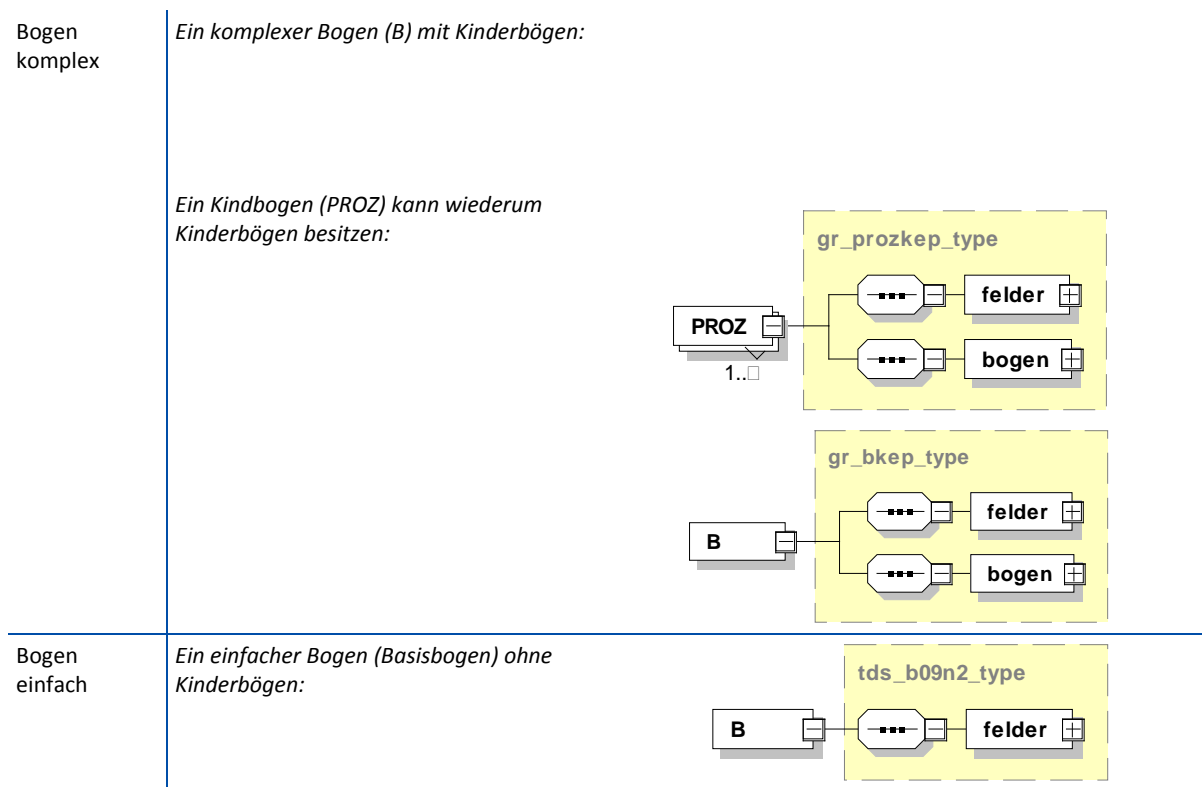 Bogen
komplex
Ein komplexer Bogen (B) mit Kinderbögen:
Ein Kindbogen (PROZ) kann wiederum
Kinderbögen besitzen:
gr_prozkep_type
felder
PROZ
bogen
1..□
gr_bkep_type
felder
B
bogen
Bogen
einfach
Ein einfacher Bogen (Basisbogen) ohne
Kinderbögen:
tds_b09n2_type
B
felder